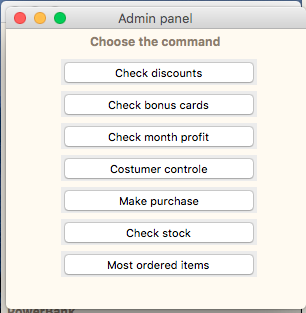 Admin panel
Choose the command
Check discounts
Check bonus cards
Check month profit
Costumer controle
Make purchase
Check stock
Most ordered items
PowerBank